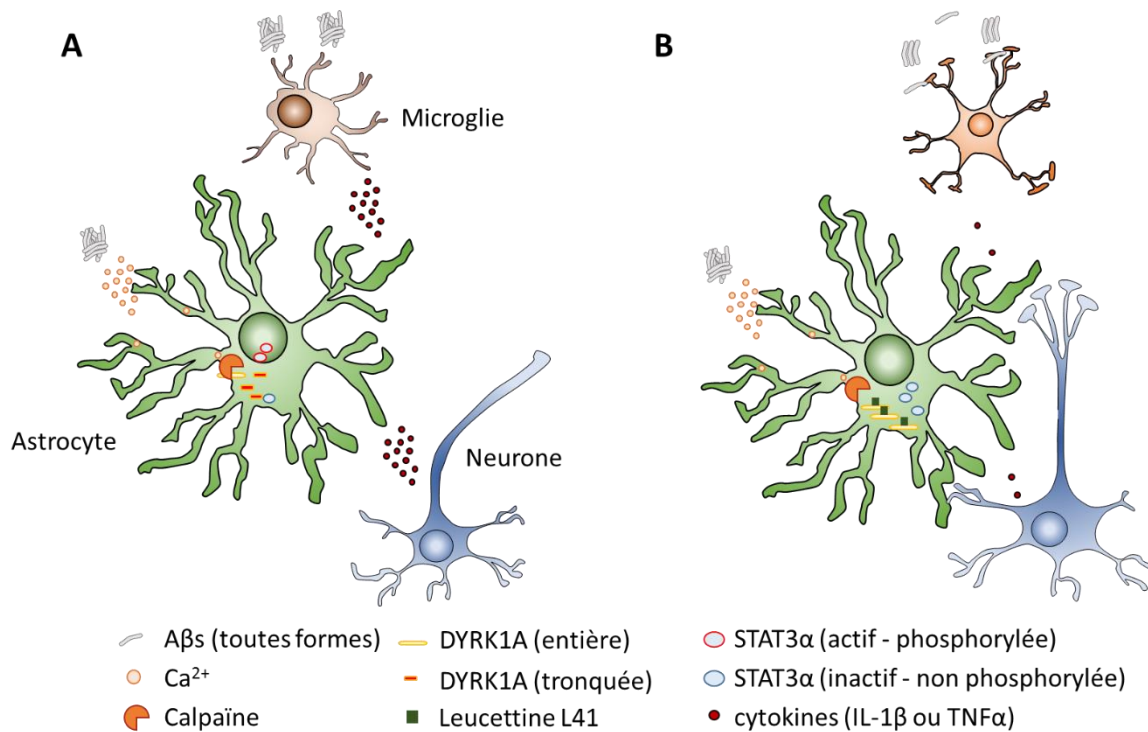 A
B
Microglie
Astrocyte
Neurone
Aβs (toutes formes)
DYRK1A (entière)
STAT3α (actif - phosphorylée)
Ca²⁺
DYRK1A (tronquée)
STAT3α (inactif - non phosphorylée)
Calpaïne
Leucettine L41
cytokines (IL-1β ou TNFα)